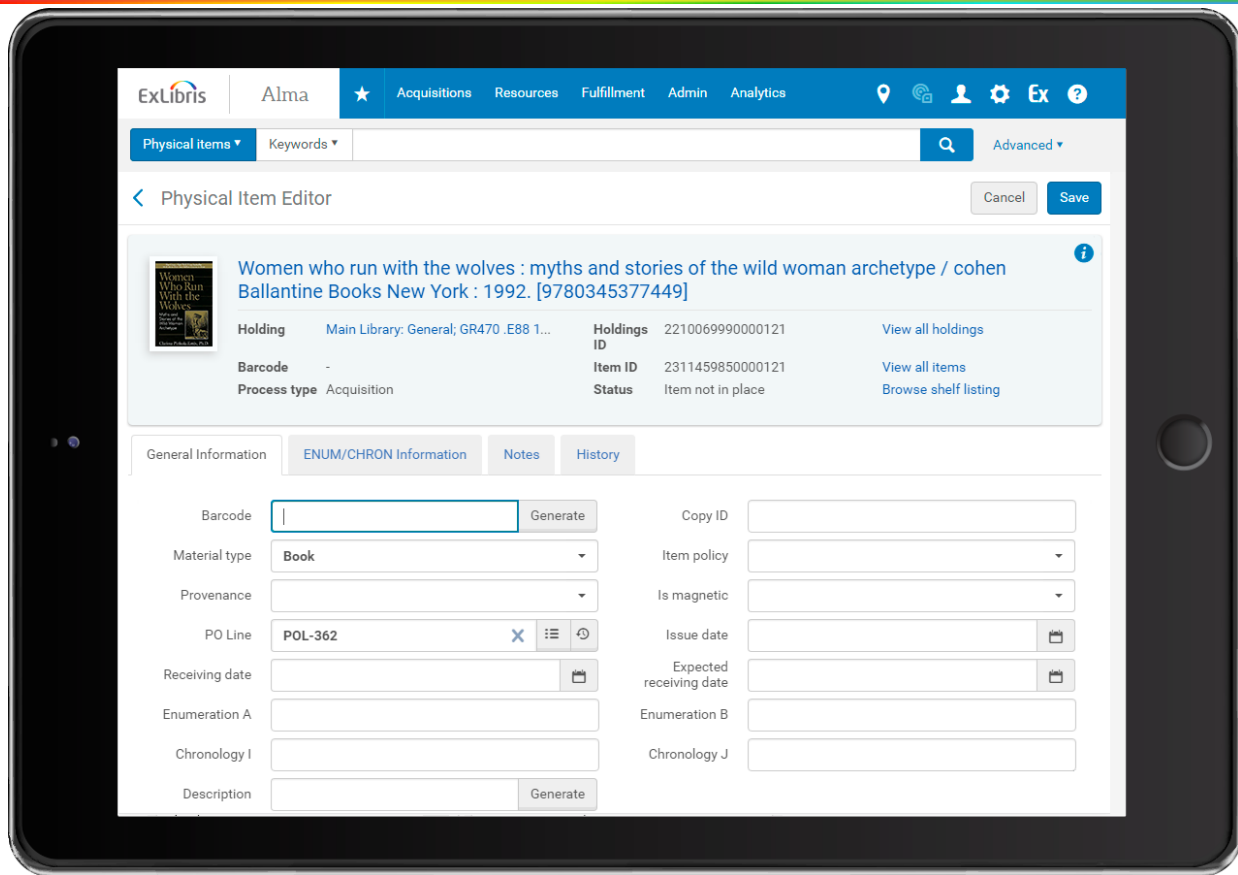 ExLibris
Alma
★ Acquisitions Resources Fulfillment Admin Analytics Ex ?
Physical items ▾ Keywords ▾ Advanced ▾
Physical Item Editor Cancel Save
Women
Who Run
With the
Wolves
Women who run with the wolves : myths and stories of the wild woman archetype / cohen
Ballantine Books New York : 1992. [9780345377449]
Holding Main Library: General; GR470 .E88 1... Holdings ID 2210069990000121 View all holdings
Barcode - Item ID 2311459850000121 View all items
Process type Acquisition Status Item not in place Browse shelf listing
General Information ENUM/CHRON Information Notes History
Barcode Generate Copy ID
Material type Book Item policy
Provenance Is magnetic
PO Line POL-362 Issue date
Receiving date Expected receiving date
Enumeration A Enumeration B
Chronology I Chronology J
Description Generate